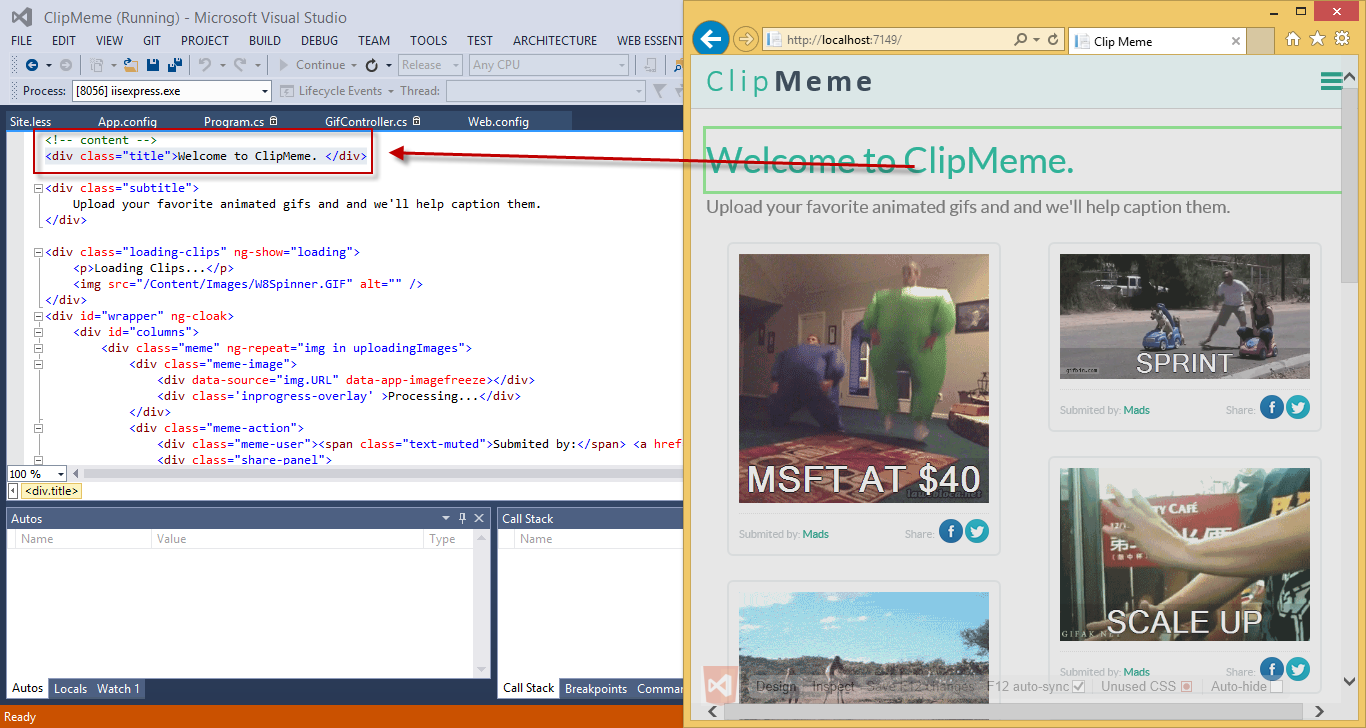 ClipMeme (Running) - Microsoft Visual Studio
FILE EDIT VIEW GIT PROJECT BUILD DEBUG TEAM TOOLS TEST ARCHITECTURE WEB ESSENT
Continue Release Any CPU
Process: [8056] iisexpress.exe Lifecycle Events Thread:
Site.less App.config Program.cs GifController.cs Web.config
<!-- content -->
<div class="title">Welcome to ClipMeme. </div>
<div class="subtitle">
Upload your favorite animated gifs and and we'll help caption them.
</div>
<div class="loading-clips" ng-show="loading">
<p>Loading Clips...</p>
<img src="/Content/Images/W8Spinner.GIF" alt="" />
</div>
<div id="wrapper" ng-cloak>
<div id="columns">
<div class="meme" ng-repeat="img in uploadingImages">
<div class="meme-image">
<div data-source="img.URL" data-app-imagefreeze></div>
<div class='inprogress-overlay' >Processing...</div>
</div>
<div class="meme-action">
<div class="meme-user"><span class="text-muted">Submited by:</span> <a href
<div class="share-panel">
100 %
<div.title>
Autos
Name Value Type
Autos Locals Watch 1
Call Stack
Name
Call Stack Breakpoints Comman
Ready
http://localhost:7149/
Clip Meme
ClipMeme
Welcome to ClipMeme.
Upload your favorite animated gifs and and we'll help caption them.
MSFT AT $40
Submited by: Mads Share:
SPRINT
gifbin.com
Submited by: Mads Share:
TY CAFÉ
SCALE UP
GIFAK.NET
Submited by: Mads Share:
Design Inspect Save 1:12 changes F12 auto-sync Unused CSS Auto-hide